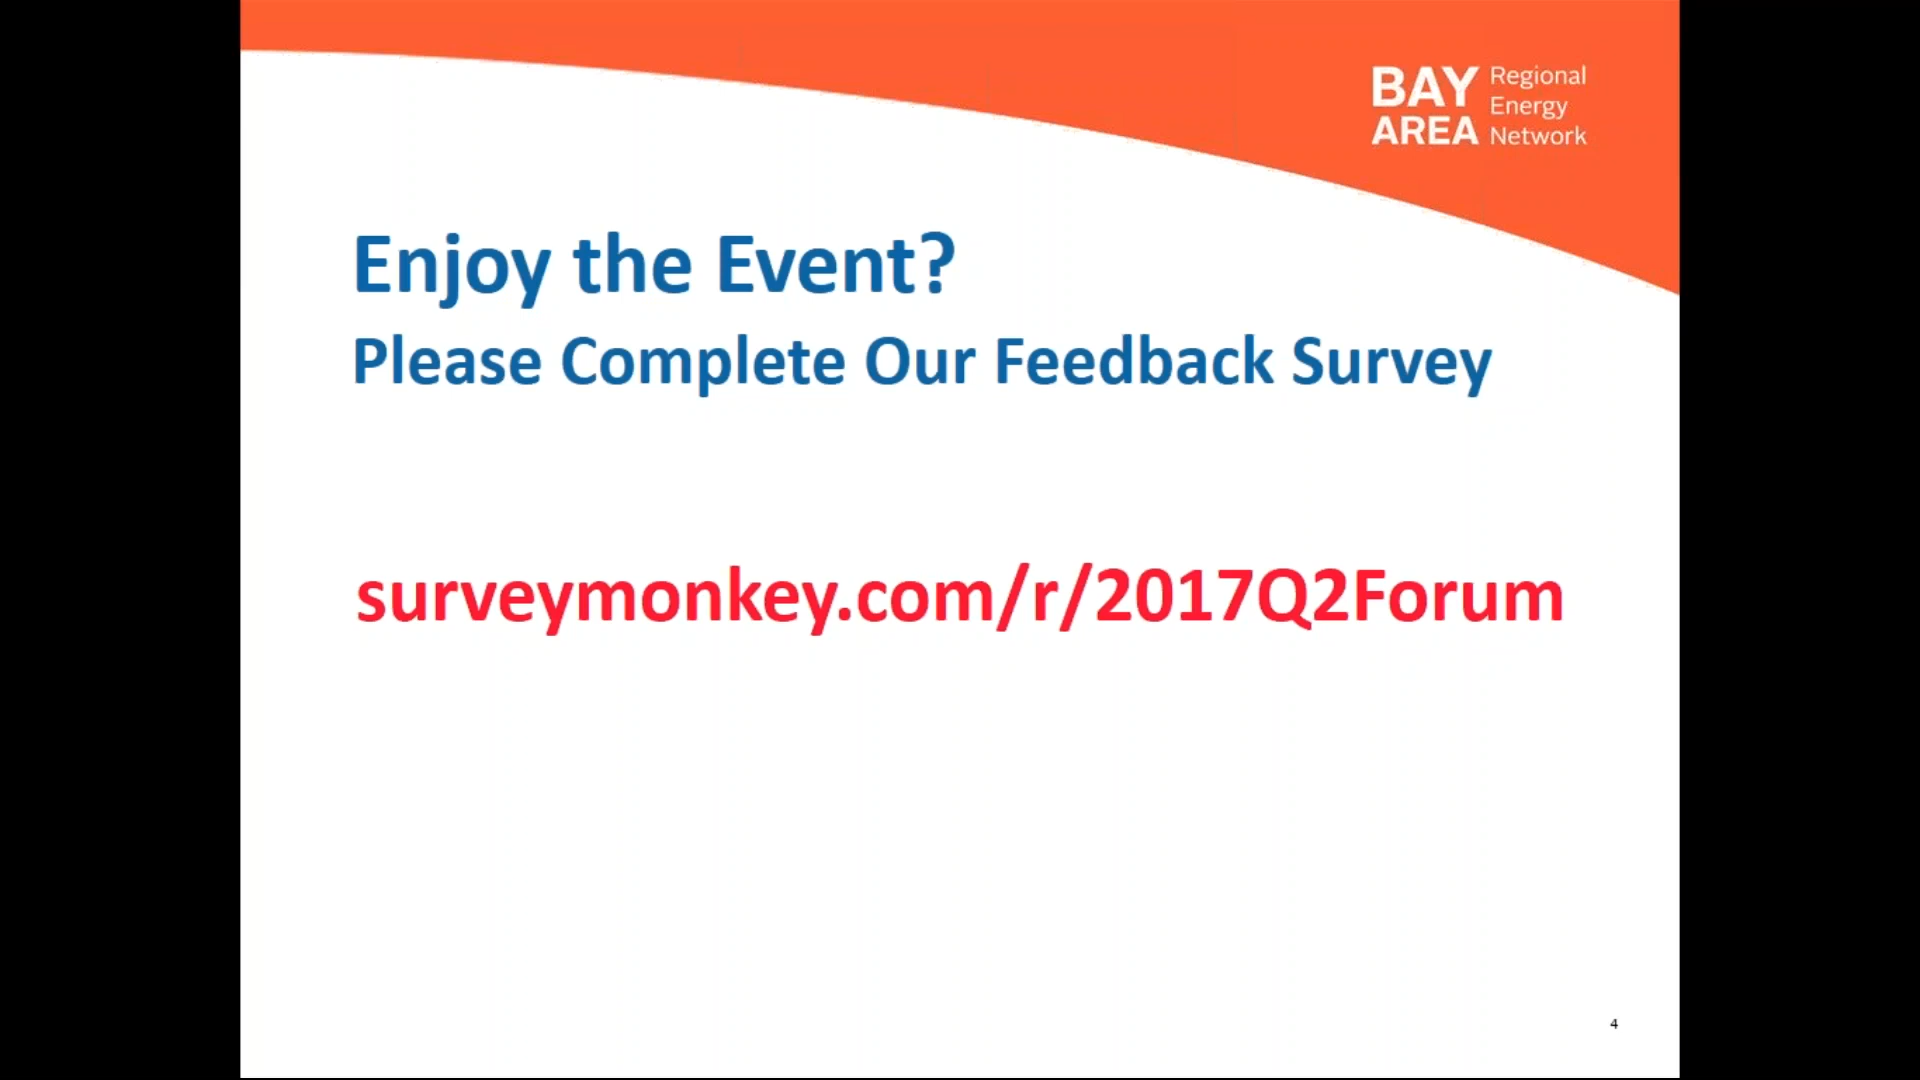 BAY Regional
Energy
AREA Network
Enjoy the Event?
Please Complete Our Feedback Survey
surveymonkey.com/r/2017Q2Forum
4